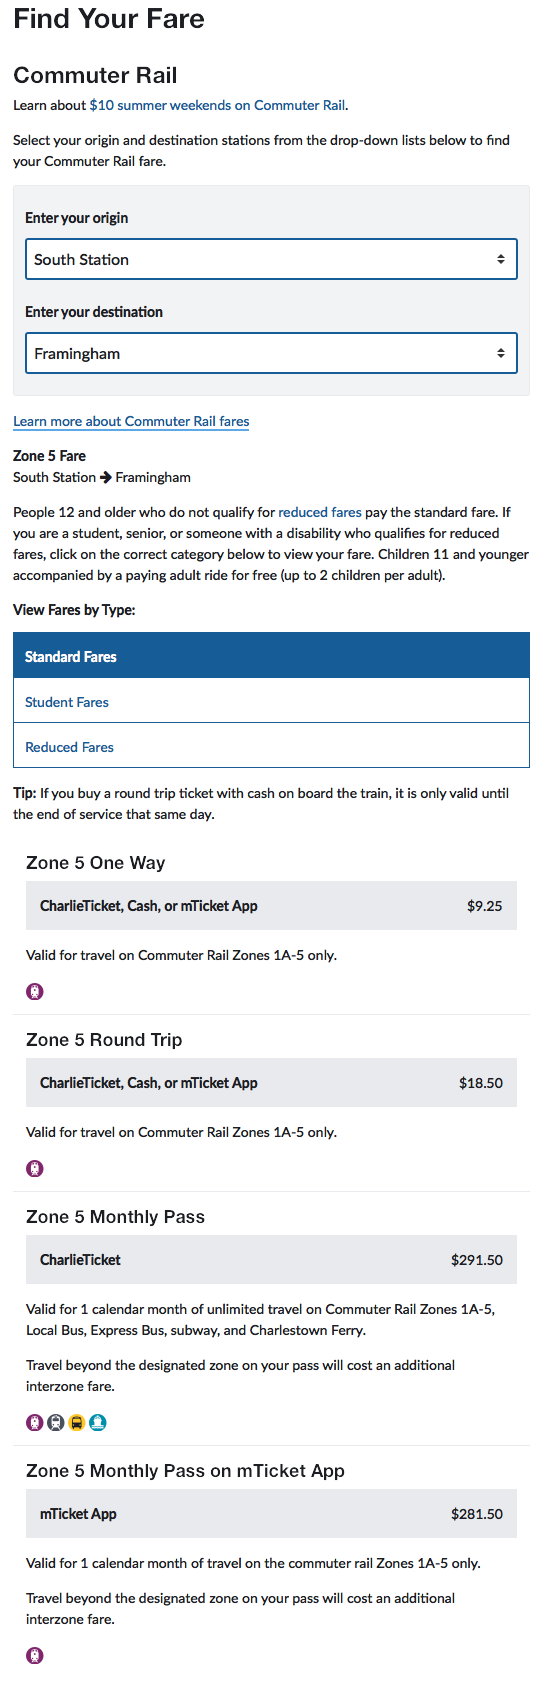 Find Your Fare
Commuter Rail
Learn about $10 summer weekends on Commuter Rail.
Select your origin and destination stations from the drop-down lists below to find
your Commuter Rail fare.
Enter your origin
South Station
Enter your destination
Framingham
Learn more about Commuter Rail fares
Zone 5 Fare
South Station → Framingham
People 12 and older who do not qualify for reduced fares pay the standard fare. If
you are a student, senior, or someone with a disability who qualifies for reduced
fares, click on the correct category below to view your fare. Children 11 and younger
accompanied by a paying adult ride for free (up to 2 children per adult).
View Fares by Type:
Standard Fares
Student Fares
Reduced Fares
Tip: If you buy a round trip ticket with cash on board the train, it is only valid until
the end of service that same day.
Zone 5 One Way
CharlieTicket, Cash, or mTicket App $9.25
Valid for travel on Commuter Rail Zones 1A-5 only.
Zone 5 Round Trip
CharlieTicket, Cash, or mTicket App $18.50
Valid for travel on Commuter Rail Zones 1A-5 only.
Zone 5 Monthly Pass
CharlieTicket $291.50
Valid for 1 calendar month of unlimited travel on Commuter Rail Zones 1A-5,
Local Bus, Express Bus, subway, and Charlestown Ferry.
Travel beyond the designated zone on your pass will cost an additional
interzone fare.
Zone 5 Monthly Pass on mTicket App
mTicket App $281.50
Valid for 1 calendar month of travel on the commuter rail Zones 1A-5 only.
Travel beyond the designated zone on your pass will cost an additional
interzone fare.